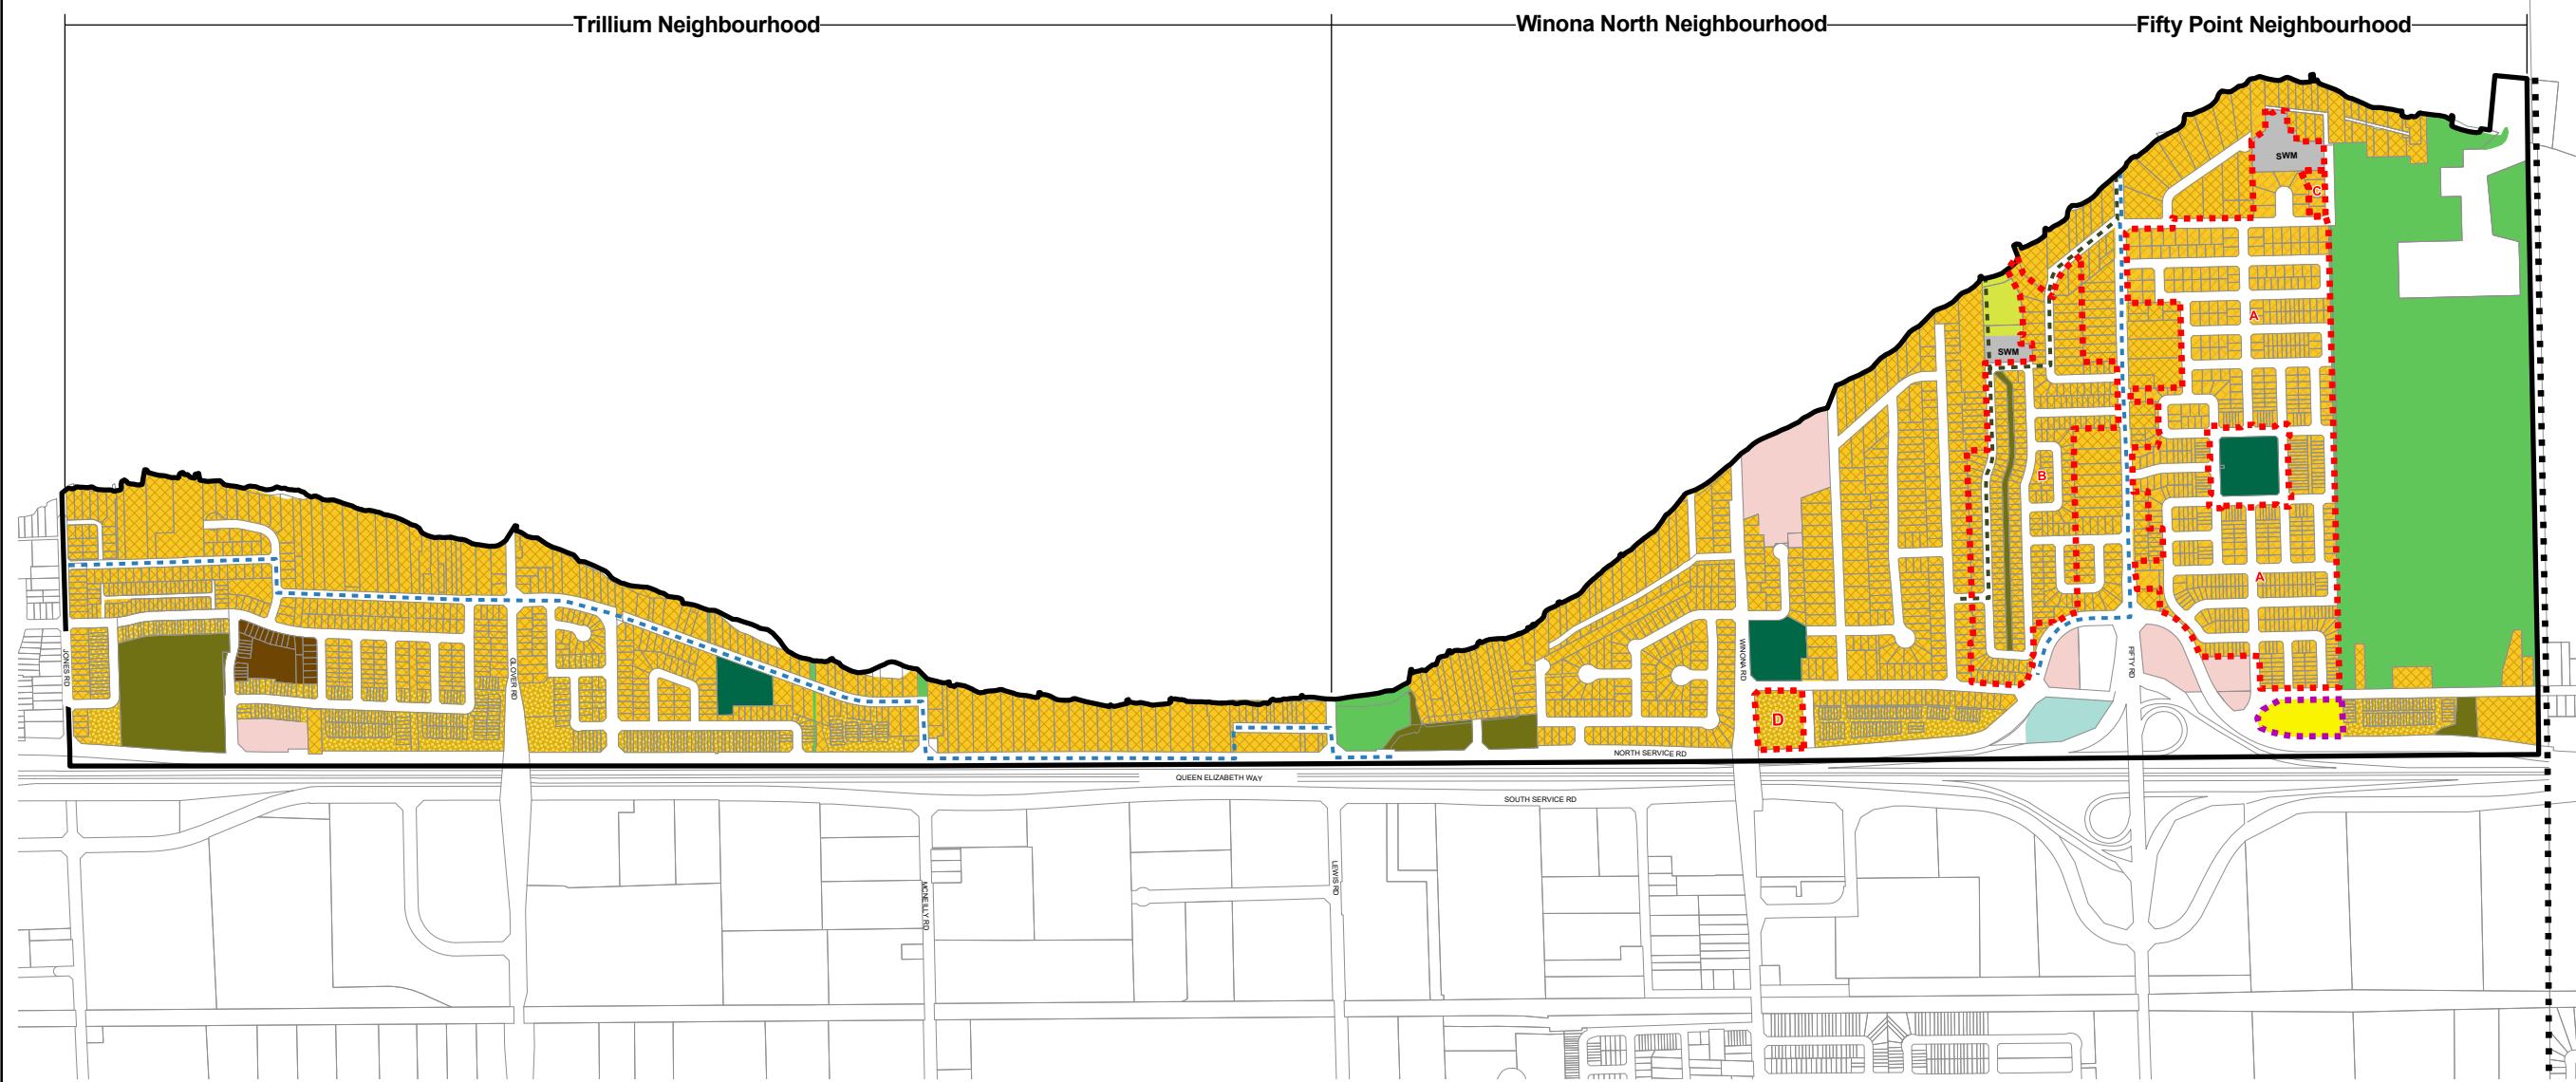 Trillium Neighbourhood
Winona North Neighbourhood
Fifty Point Neighbourhood
SWM
C
A
SWM
B
A
JONES RD
GLOVER RD
WINONA RD
FIFTY RD
D
NORTH SERVICE RD
QUEEN ELIZABETH WAY
SOUTH SERVICE RD
MCNEILLY RD
LEWIS RD